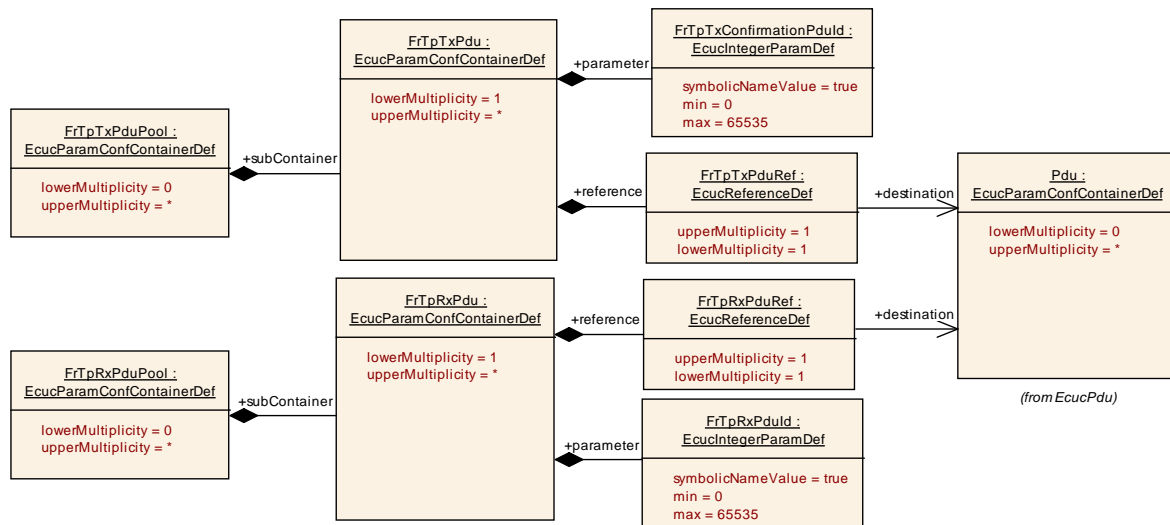 FrTpTxPduPool :
EcucParamConfContainerDef
lowerMultiplicity = 0
upperMultiplicity = *
+subContainer
FrTpTxPdu :
EcucParamConfContainerDef
lowerMultiplicity = 1
upperMultiplicity = *
+parameter
FrTpTxConfirmationPduId :
EcucIntegerParamDef
symbolicNameValue = true
min = 0
max = 65535
+reference
FrTpTxPduRef :
EcucReferenceDef
upperMultiplicity = 1
lowerMultiplicity = 1
+destination
Pdu :
EcucParamConfContainerDef
lowerMultiplicity = 0
upperMultiplicity = *
(from EcucPdu)
FrTpRxPduPool :
EcucParamConfContainerDef
lowerMultiplicity = 0
upperMultiplicity = *
+subContainer
FrTpRxPdu :
EcucParamConfContainerDef
lowerMultiplicity = 1
upperMultiplicity = *
+reference
FrTpRxPduRef :
EcucReferenceDef
upperMultiplicity = 1
lowerMultiplicity = 1
+destination
+parameter
FrTpRxPduId :
EcucIntegerParamDef
symbolicNameValue = true
min = 0
max = 65535